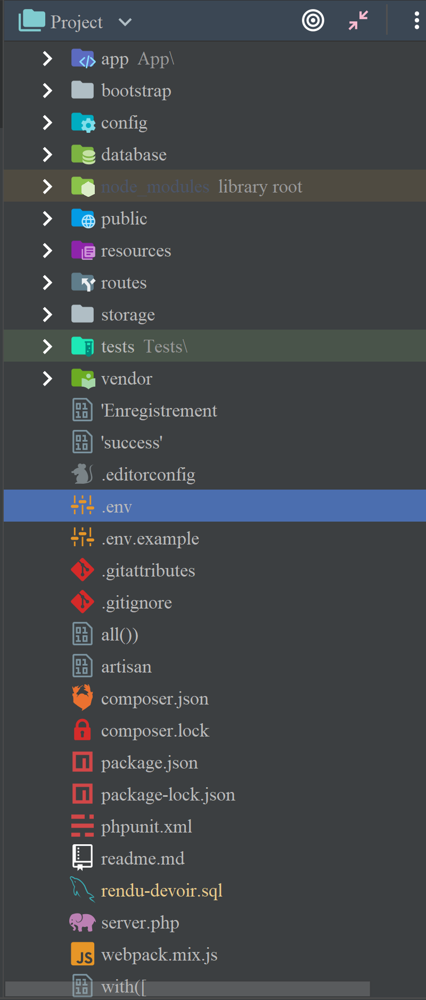 Project
app App\
bootstrap
config
database
node_modules library root
public
resources
routes
storage
tests Tests\
vendor
'Enregistrement
'success'
.editorconfig
.env
.env.example
.gitattributes
.gitignore
all())
artisan
composer.json
composer.lock
package.json
package-lock.json
phpunit.xml
readme.md
rendu-devoir.sql
server.php
JS webpack.mix.js
with([